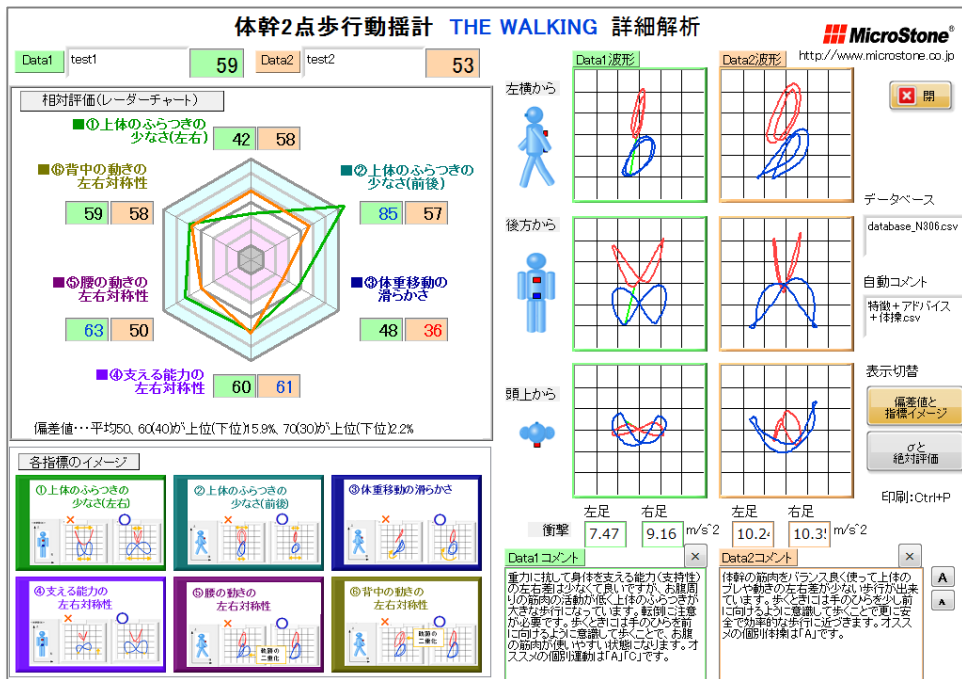 体幹2点歩行動揺計 THE WALKING 詳細解析
MicroStone®
http://www.microstone.co.jp
Data1 test1 59 Data2 test2 53
Data1波形 Data2波形
閉
相対評価(レーダーチャート)
■①上体のふらつきの
少なさ(左右) 42 58
■⑥背中の動きの
左右対称性
59 58
■②上体のふらつきの
少なさ(前後)
85 57
■⑤腰の動きの
左右対称性
63 50
■③体重移動の
滑らかさ
48 36
■④支える能力の
左右対称性 60 61
偏差値・・・平均50、60(40)が上位(下位)15.9%、70(30)が上位(下位)2.2%
左横から
後方から
頭上から
データベース
database_N306.csv
自動コメント
特徴+アドバイス
+体操.csv
表示切替
偏差値と
指標イメージ
σと
絶対評価
印刷:Ctrl+P
各指標のイメージ
①上体のふらつきの
少なさ(左右)
× ○
②上体のふらつきの
少なさ(前後)
× ○
③体重移動の滑らかさ
× ○
④支える能力の
左右対称性
× ○
⑤腰の動きの
左右対称性
× ○
軌跡の
二重化
⑥背中の動きの
左右対称性
× ○
軌跡の
二重化
左足 右足 左足 右足
衝撃 7.47 9.16 m/s^2 10.24 10.35 m/s^2
Data1コメント ×
重力に抗して身体を支える能力(支持性)
の左右差は少なくて良いですが、お腹周
りの筋肉の活動が低く上体のふらつきが
大きな歩行になっています。転倒に注意
が必要です。歩くときには手のひらを前
に向けるように意識して歩くことで、お腹
の筋肉が使いやすい状態になります。オ
ススメの個別運動は「A」「C」です。
Data2コメント ×
体幹の筋肉をバランス良く使って上体の
ブレや動きの左右差が少ない歩行が出来
ています。歩くときには手のひらを少し前
に向けるように意識して歩くことで更に安
全で効率的な歩行に近づきます。オスス
メの個別体操は「A」です。
A
A